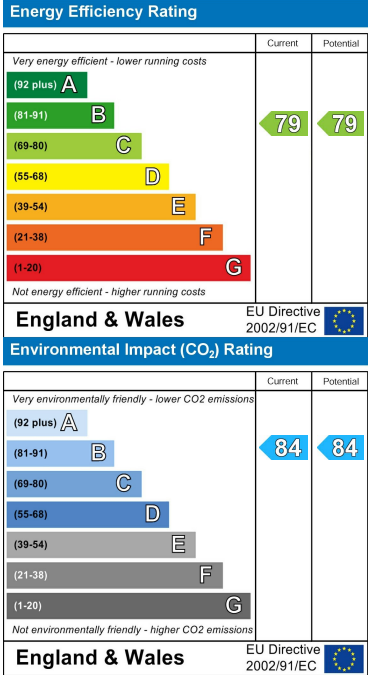 Energy Efficiency Rating
Current Potential
Very energy efficient - lower running costs
(92 plus) A
(81-91) B
79 79
(69-80) C
(55-68) D
(39-54) E
(21-38) F
(1-20) G
Not energy efficient - higher running costs
England & Wales
EU Directive
2002/91/EC
Environmental Impact (CO₂) Rating
Current Potential
Very environmentally friendly - lower CO2 emissions
(92 plus) A
(81-91) B
84 84
(69-80) C
(55-68) D
(39-54) E
(21-38) F
(1-20) G
Not environmentally friendly - higher CO2 emissions
England & Wales
EU Directive
2002/91/EC